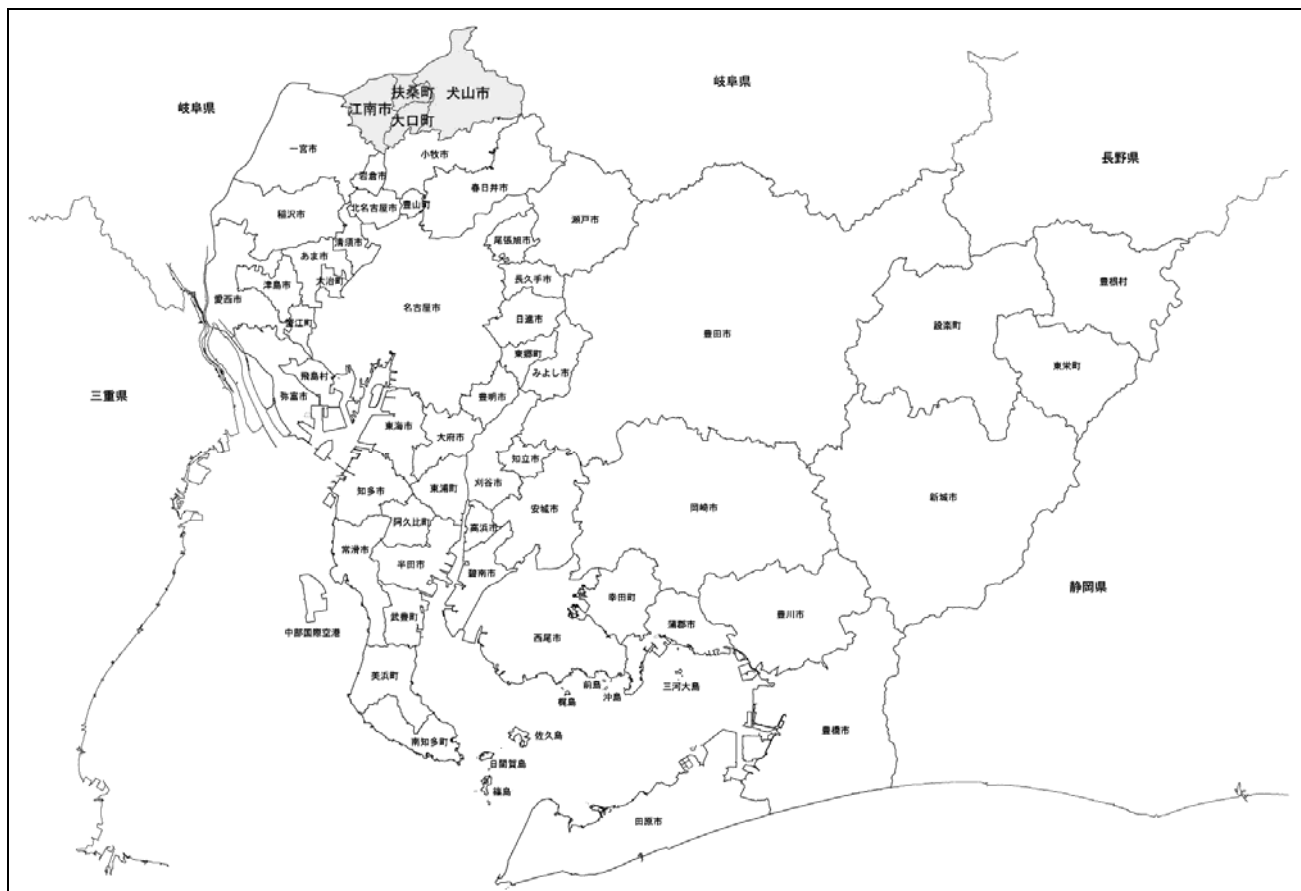 岐阜県
岐阜県
長野県
三重県
静岡県
扶桑町
犬山市
江南市
大口町
一宮市
小牧市
岩倉市
春日井市
稲沢市
北名古屋市
豊山町
瀬戸市
清須市
尾張旭市
あま市
大治町
長久手市
津島市
愛西市
名古屋市
日進市
蟹江町
東郷町
みよし市
豊田市
設楽町
豊根村
東栄町
飛島村
弥富市
豊明市
東海市
大府市
知立市
知多市
東浦町
刈谷市
安城市
岡崎市
新城市
阿久比町
高浜市
常滑市
半田市
碧南市
幸田町
武豊町
蒲郡市
豊川市
中部国際空港
西尾市
美浜町
前島
三河大島
梶島
沖島
豊橋市
南知多町
佐久島
日間賀島
篠島
田原市